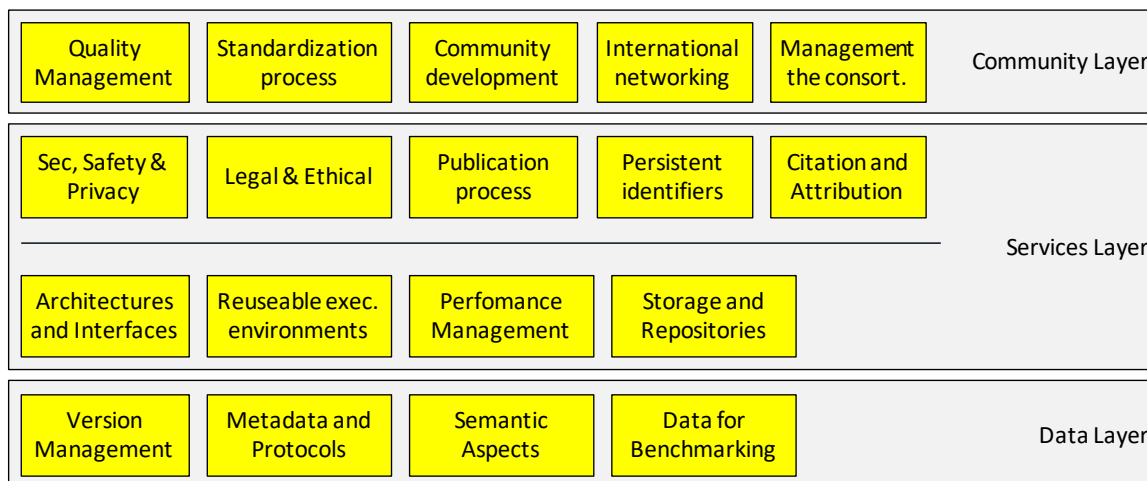 Quality
Management
Standardization
process
Community
development
International
networking
Management
the consort.
Community Layer
Sec, Safety &
Privacy
Legal & Ethical
Publication
process
Persistent
identifiers
Citation and
Attribution
Services Layer
Architectures
and Interfaces
Reuseable exec.
environments
Perfomance
Management
Storage and
Repositories
Version
Management
Metadata and
Protocols
Semantic
Aspects
Data for
Benchmarking
Data Layer